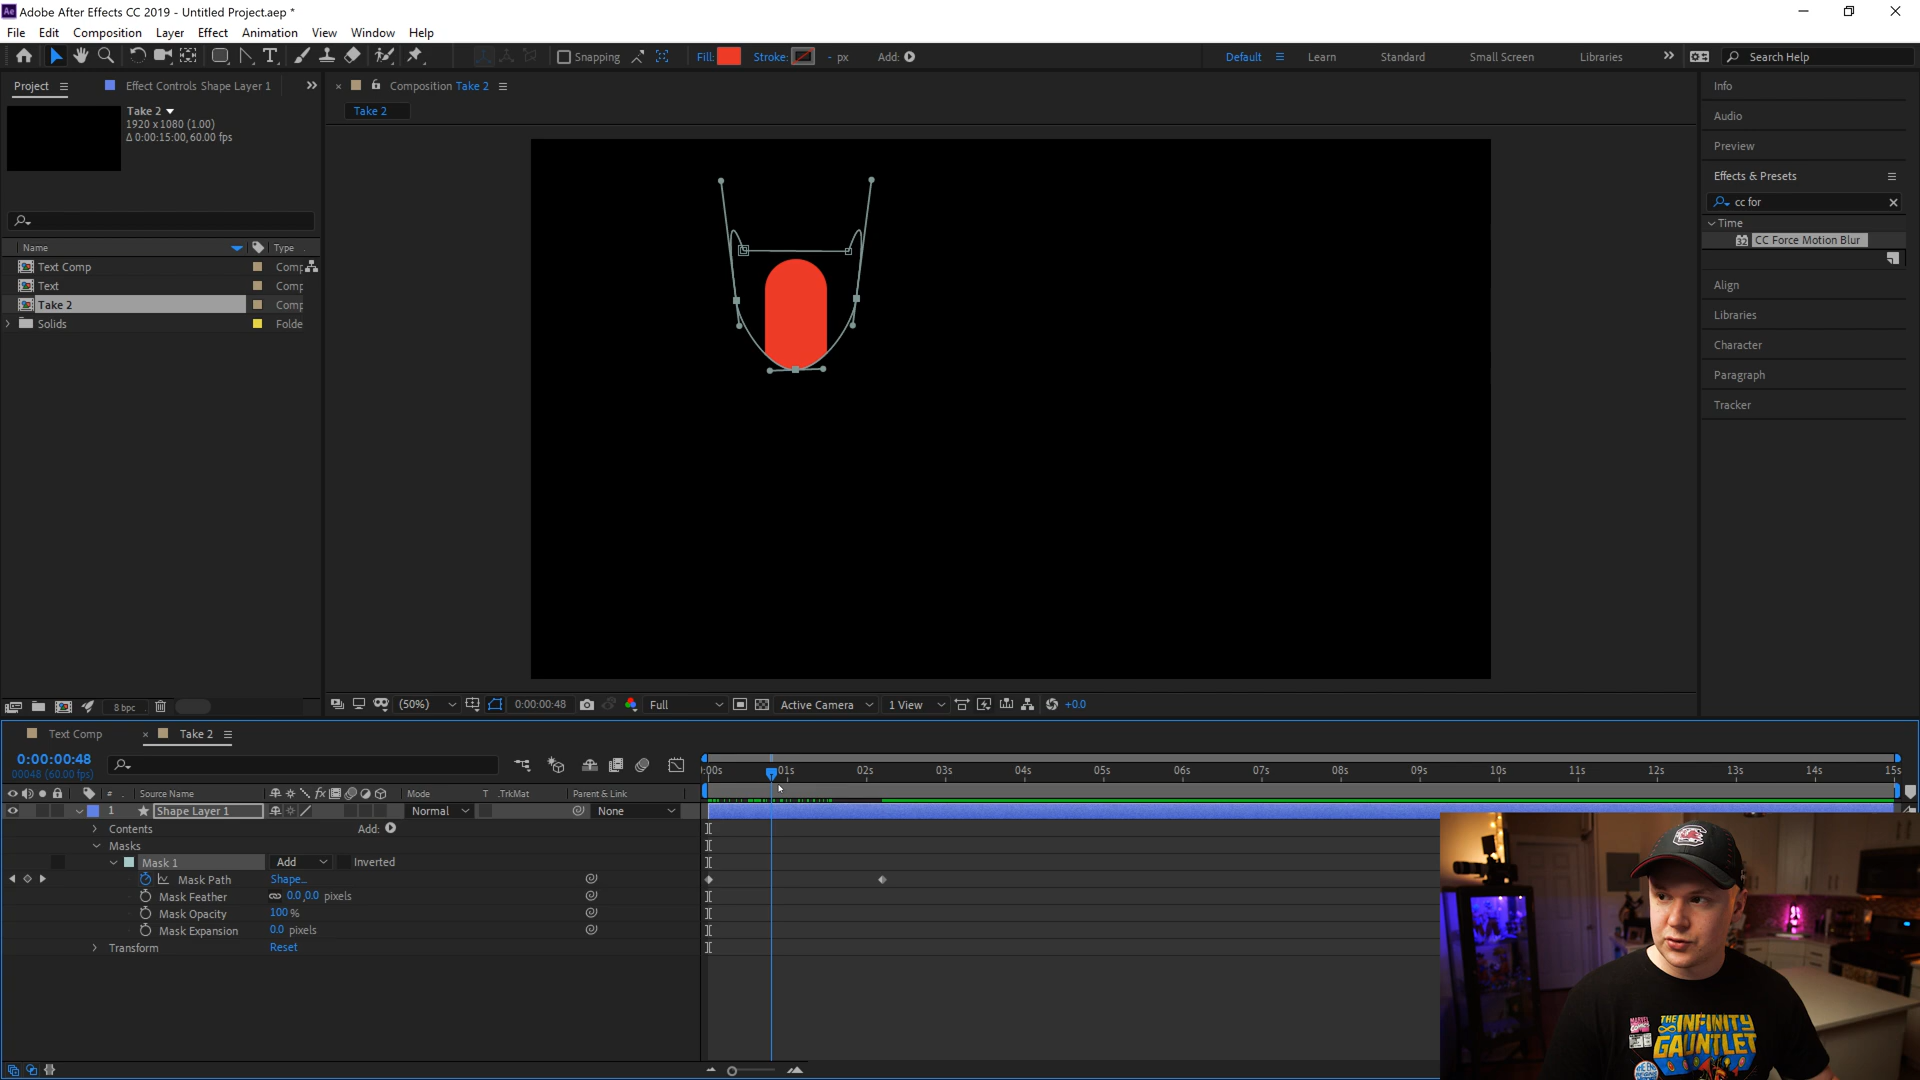 Ae Adobe After Effects CC 2019 - Untitled Project.aep *
File Edit Composition Layer Effect Animation View Window Help
Snapping Fill: Stroke: - px Add: Default Learn Standard Small Screen Libraries Search Help
Project Effect Controls Shape Layer 1
Composition Take 2
Take 2
Take 2
1920 x 1080 (1.00)
Δ 0:00:15:00, 60.00 fps
Name Type
Text Comp Comp
Text Comp
Take 2 Comp
Solids Folde
8 bpc
(50%) 0:00:00:48 Full Active Camera 1 View +0.0
Info
Audio
Preview
Effects & Presets
cc for
Time
32 CC Force Motion Blur
Align
Libraries
Character
Paragraph
Tracker
Text Comp Take 2
0:00:00:48
00048 (60.00 fps)
:00s 01s 02s 03s 04s 05s 06s 07s 08s 09s 10s 11s 12s 13s 14s 15s
# Source Name fx Mode T .TrkMat Parent & Link
1 Shape Layer 1 Normal None
Contents Add:
Masks
Mask 1 Add Inverted
Mask Path Shape...
Mask Feather 0.0,0.0 pixels
Mask Opacity 100 %
Mask Expansion 0.0 pixels
Transform Reset
MARVEL
THE INFINITY
GAUNTLET